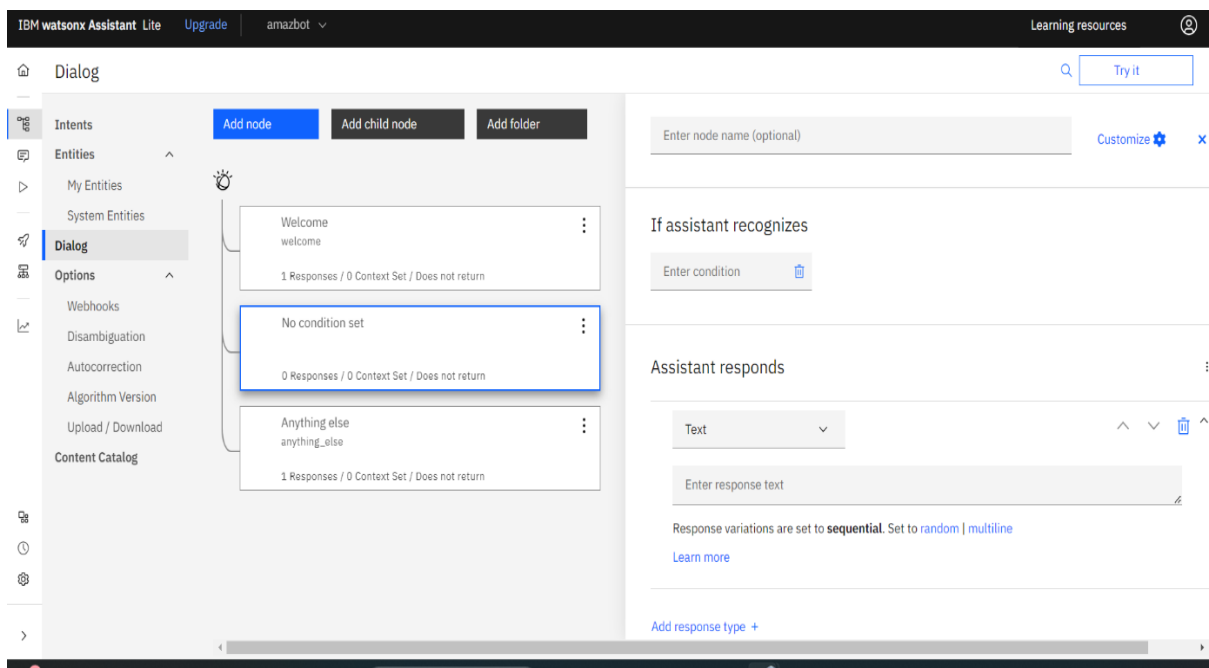 IBM watsonx Assistant Lite Upgrade amazbot Learning resources
Dialog Try it
Intents
Entities
My Entities
System Entities
Dialog
Options
Webhooks
Disambiguation
Autocorrection
Algorithm Version
Upload / Download
Content Catalog
Add node Add child node Add folder
Welcome
welcome
1 Responses / 0 Context Set / Does not return
No condition set
0 Responses / 0 Context Set / Does not return
Anything else
anything_else
1 Responses / 0 Context Set / Does not return
Enter node name (optional) Customize
If assistant recognizes
Enter condition
Assistant responds
Text
Enter response text
Response variations are set to sequential. Set to random | multiline
Learn more
Add response type +